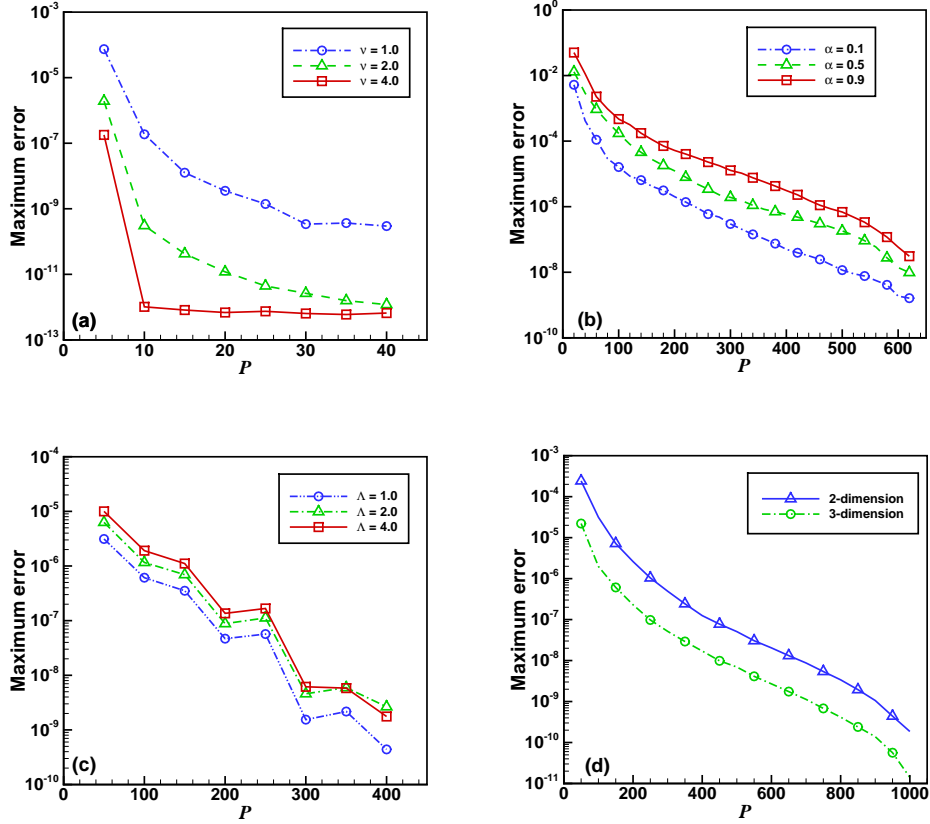 10^-3
10^-5
10^-7
10^-9
10^-11
10^-13
Maximum error
ν = 1.0
ν = 2.0
ν = 4.0
(a)
0 10 20 30 40
P
10^0
10^-2
10^-4
10^-6
10^-8
10^-10
Maximum error
α = 0.1
α = 0.5
α = 0.9
(b)
0 100 200 300 400 500 600
P
10^-4
10^-5
10^-6
10^-7
10^-8
10^-9
10^-10
Maximum error
Λ = 1.0
Λ = 2.0
Λ = 4.0
(c)
0 100 200 300 400
P
10^-3
10^-4
10^-5
10^-6
10^-7
10^-8
10^-9
10^-10
10^-11
Maximum error
2-dimension
3-dimension
(d)
0 200 400 600 800 1000
P